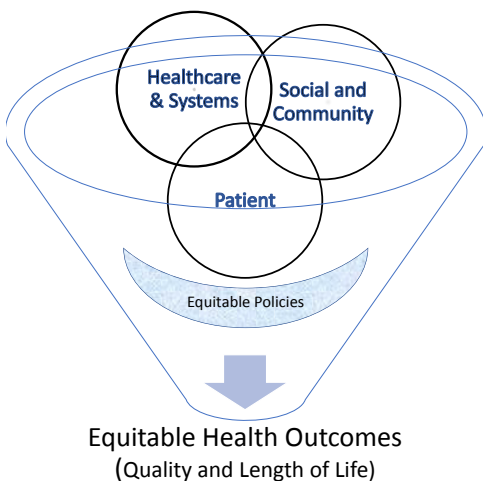 Healthcare
& Systems
Social and
Community
Patient
Equitable Policies
Equitable Health Outcomes
(Quality and Length of Life)